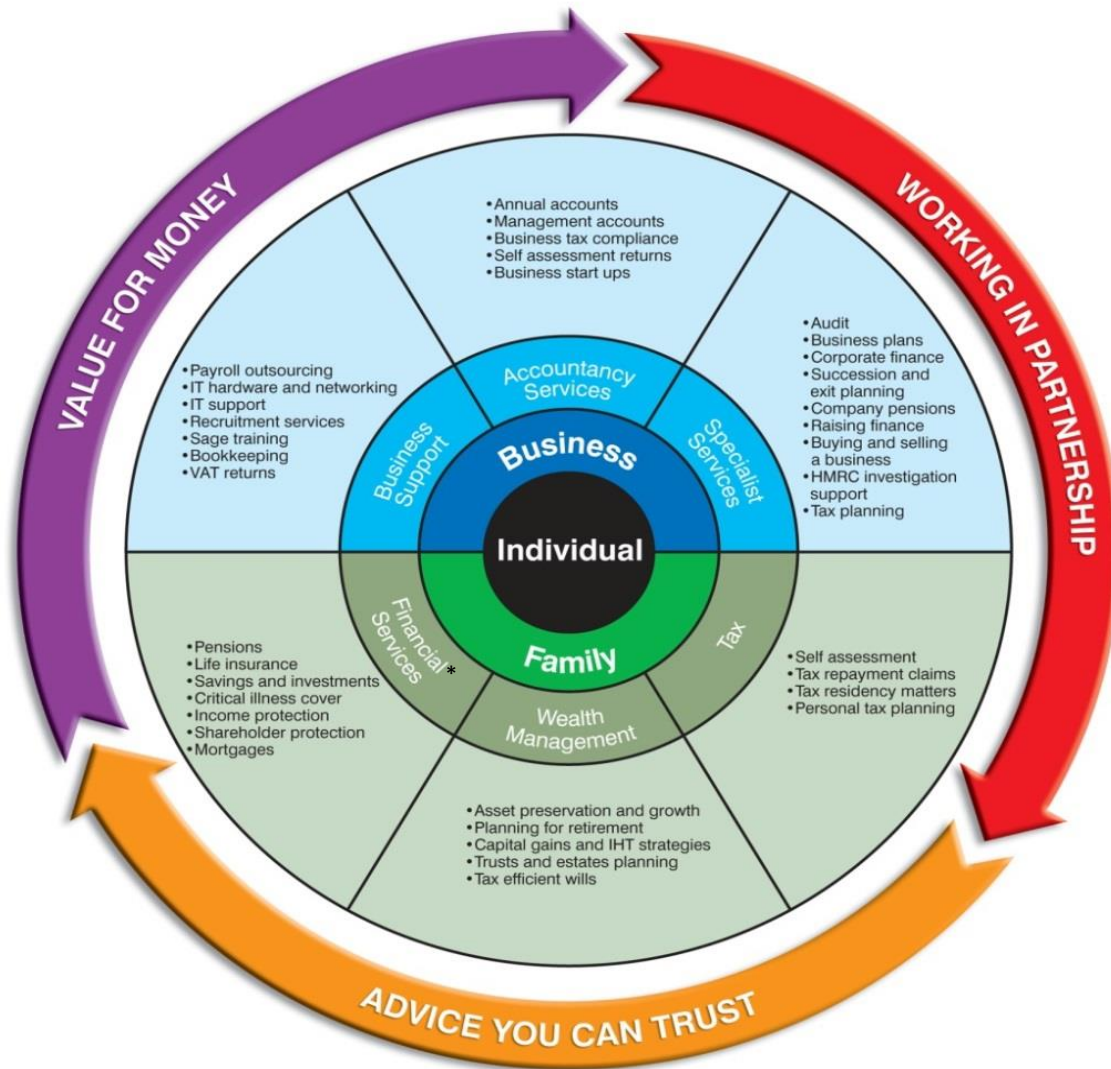 VALUE FOR MONEY
WORKING IN PARTNERSHIP
ADVICE YOU CAN TRUST
•Annual accounts
•Management accounts
•Business tax compliance
•Self assessment returns
•Business start ups
Accountancy
Services
•Audit
•Business plans
•Corporate finance
•Succession and
exit planning
•Company pensions
•Raising finance
•Buying and selling
a business
•HMRC investigation
support
•Tax planning
Specialist
Services
•Payroll outsourcing
•IT hardware and networking
•IT support
•Recruitment services
•Sage training
•Bookkeeping
•VAT returns
Business
Support
Business
Individual
Family
Financial*
Services
•Pensions
•Life insurance
•Savings and investments
•Critical illness cover
•Income protection
•Shareholder protection
•Mortgages
Wealth
Management
•Asset preservation and growth
•Planning for retirement
•Capital gains and IHT strategies
•Trusts and estates planning
•Tax efficient wills
Tax
•Self assessment
•Tax repayment claims
•Tax residency matters
•Personal tax planning